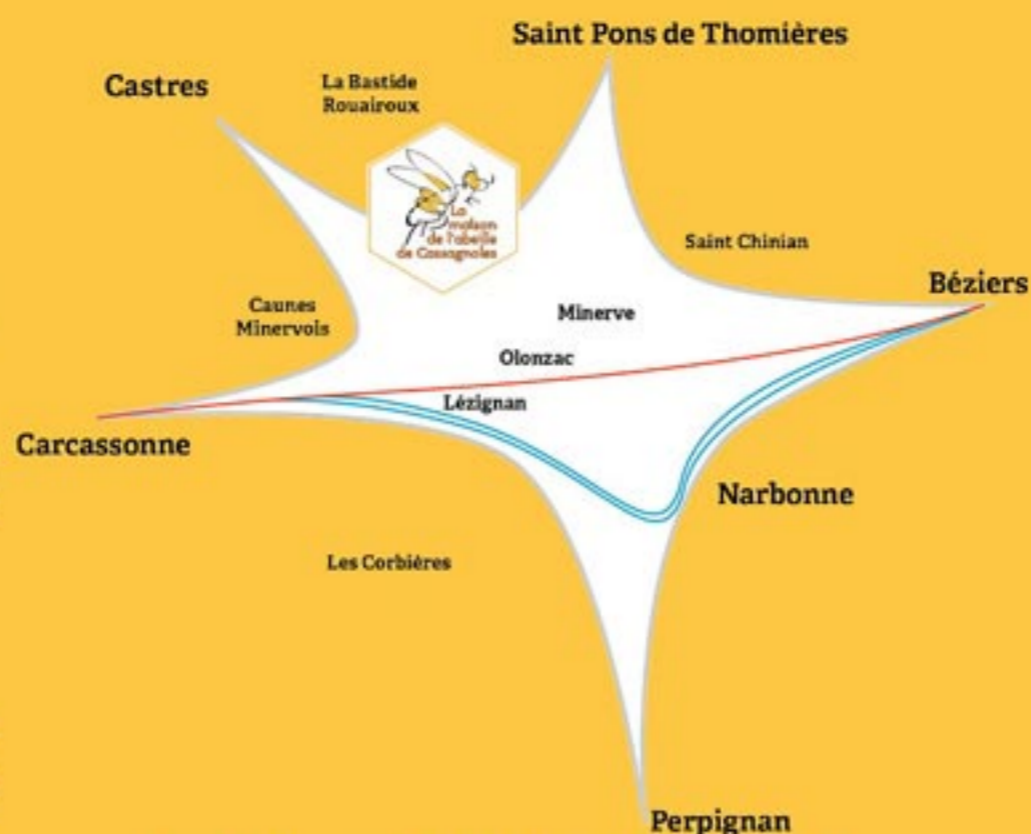 Saint Pons de Thomières
Castres
La Bastide
Rouairoux
La
maison
de l'abeille
de Cassagnoles
Saint Chinian
Béziers
Caunes
Minervois
Minerve
Olonzac
Lézignan
Carcassonne
Narbonne
Les Corbières
Perpignan